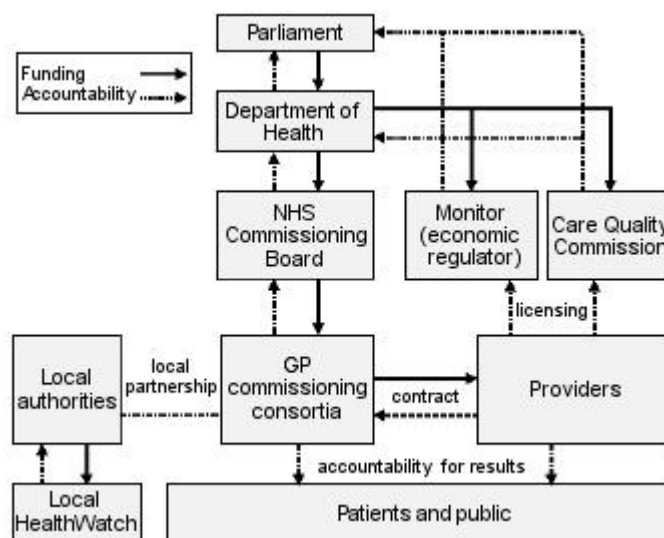 Parliament
Funding
Accountability
Department of
Health
NHS
Commissioning
Board
Monitor
(economic
regulator)
Care Quality
Commission
licensing
Local
authorities
local
partnership
GP
commissioning
consortia
contract
Providers
accountability for results
Local
HealthWatch
Patients and public